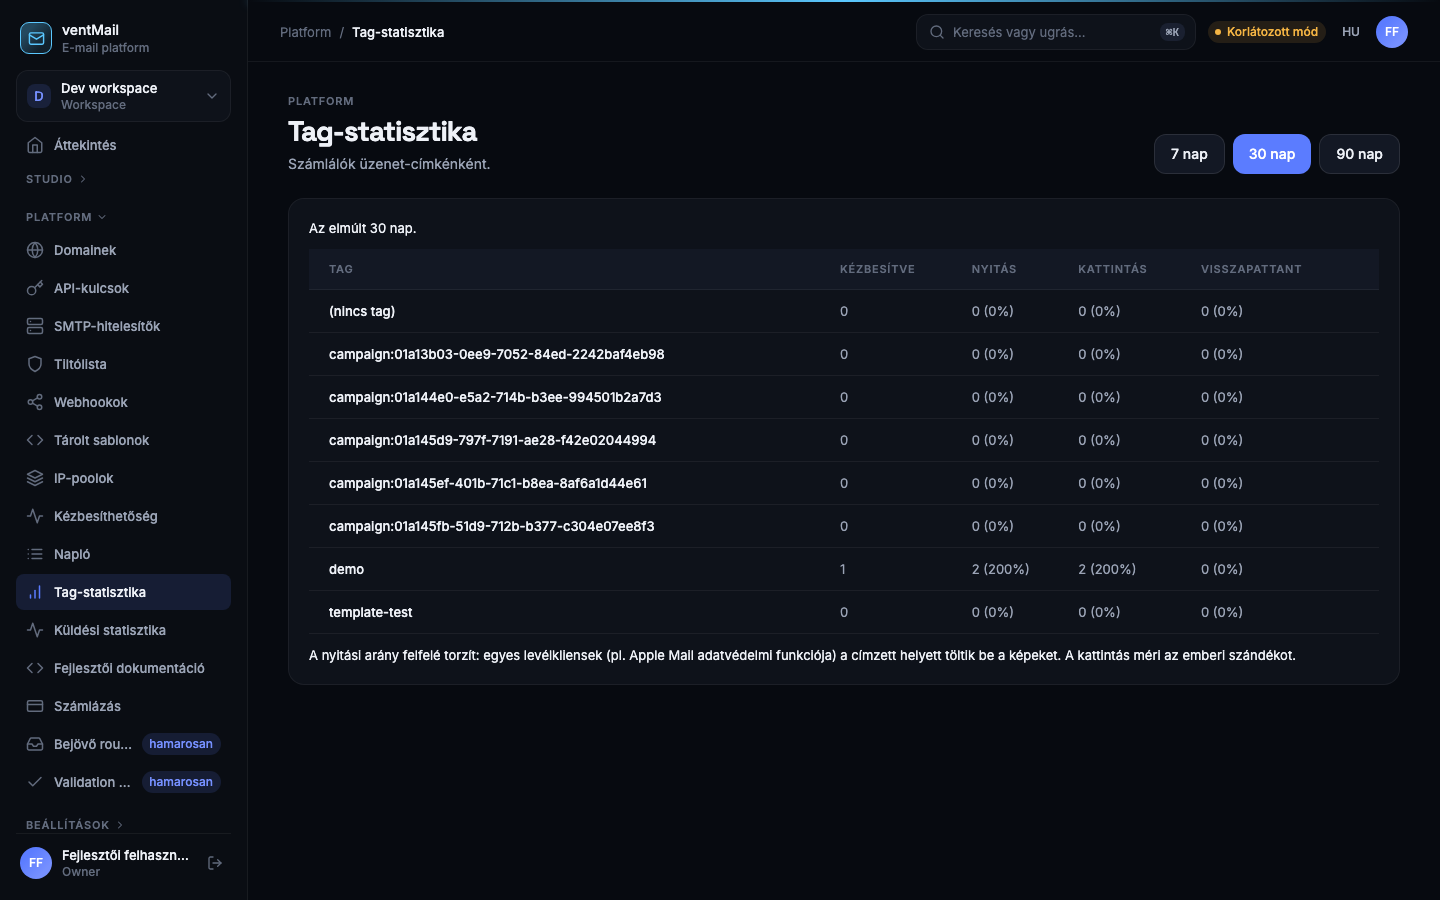 ventMail
E-mail platform
D
Dev workspace
Workspace
Áttekintés
STUDIO
PLATFORM
Domainek
API-kulcsok
SMTP-hitelesítők
Tiltólista
Webhookok
Tárolt sablonok
IP-poolok
Kézbesíthetőség
Napló
Tag-statisztika
Küldési statisztika
Fejlesztői dokumentáció
Számlázás
Bejövő rou... hamarosan
Validation ... hamarosan
BEÁLLÍTÁSOK
FF
Fejlesztői felhaszn...
Owner
Platform / Tag-statisztika
Keresés vagy ugrás... ⌘K
Korlátozott mód
HU
FF
PLATFORM
Tag-statisztika
Számlálók üzenet-címkénként.
7 nap 30 nap 90 nap
Az elmúlt 30 nap.
TAG KÉZBESÍTVE NYITÁS KATTINTÁS VISSZAPATTANT
(nincs tag) 0 0 (0%) 0 (0%) 0 (0%)
campaign:01a13b03-0ee9-7052-84ed-2242baf4eb98 0 0 (0%) 0 (0%) 0 (0%)
campaign:01a144e0-e5a2-714b-b3ee-994501b2a7d3 0 0 (0%) 0 (0%) 0 (0%)
campaign:01a145d9-797f-7191-ae28-f42e02044994 0 0 (0%) 0 (0%) 0 (0%)
campaign:01a145ef-401b-71c1-b8ea-8af6a1d44e61 0 0 (0%) 0 (0%) 0 (0%)
campaign:01a145fb-51d9-712b-b377-c304e07ee8f3 0 0 (0%) 0 (0%) 0 (0%)
demo 1 2 (200%) 2 (200%) 0 (0%)
template-test 0 0 (0%) 0 (0%) 0 (0%)
A nyitási arány felfelé torzít: egyes levélkliensek (pl. Apple Mail adatvédelmi funkciója) a címzett helyett töltik be a képeket. A kattintás méri az emberi szándékot.